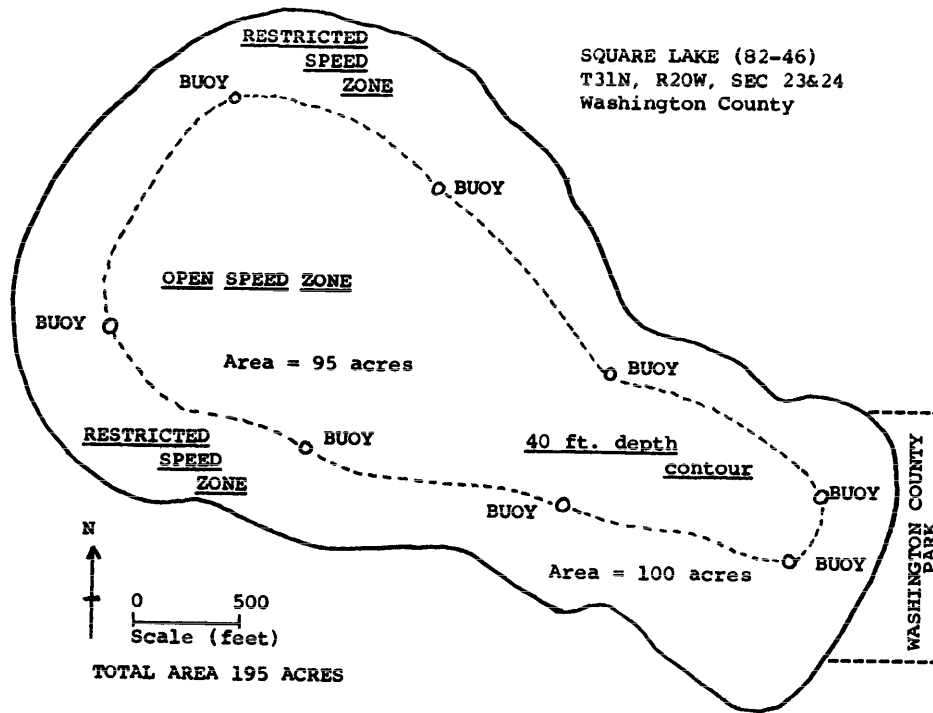 RESTRICTED
SPEED
ZONE
SQUARE LAKE (82-46)
T31N, R20W, SEC 23&24
Washington County
BUOY
BUOY
OPEN SPEED ZONE
BUOY
Area = 95 acres
BUOY
RESTRICTED
SPEED
ZONE
BUOY
40 ft. depth
contour
BUOY
BUOY
BUOY
Area = 100 acres
WASHINGTON COUNTY
PARK
N
0 500
Scale (feet)
TOTAL AREA 195 ACRES